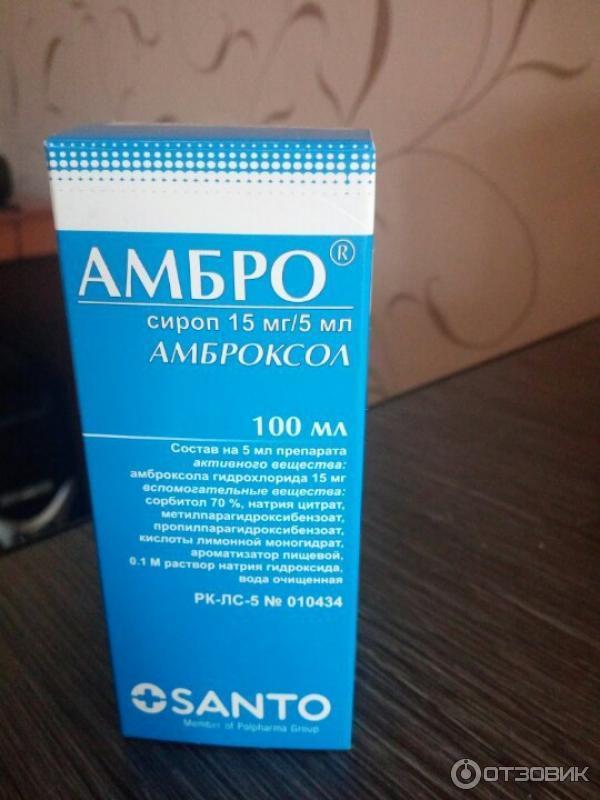 АМБРО®
сироп 15 мг/5 мл
АМБРОКСОЛ
100 мл
Состав на 5 мл препарата
активного вещества:
амброксола гидрохлорида 15 мг
вспомогательные вещества:
сорбитол 70 %, натрия цитрат,
метилпарагидроксибензоат,
пропилпарагидроксибензоат,
кислоты лимонной моногидрат,
ароматизатор пищевой,
0.1 М раствор натрия гидроксида,
вода очищенная
РК-ЛС-5 № 010434
SANTO
Member of Polpharma Group
ОТЗОВИК